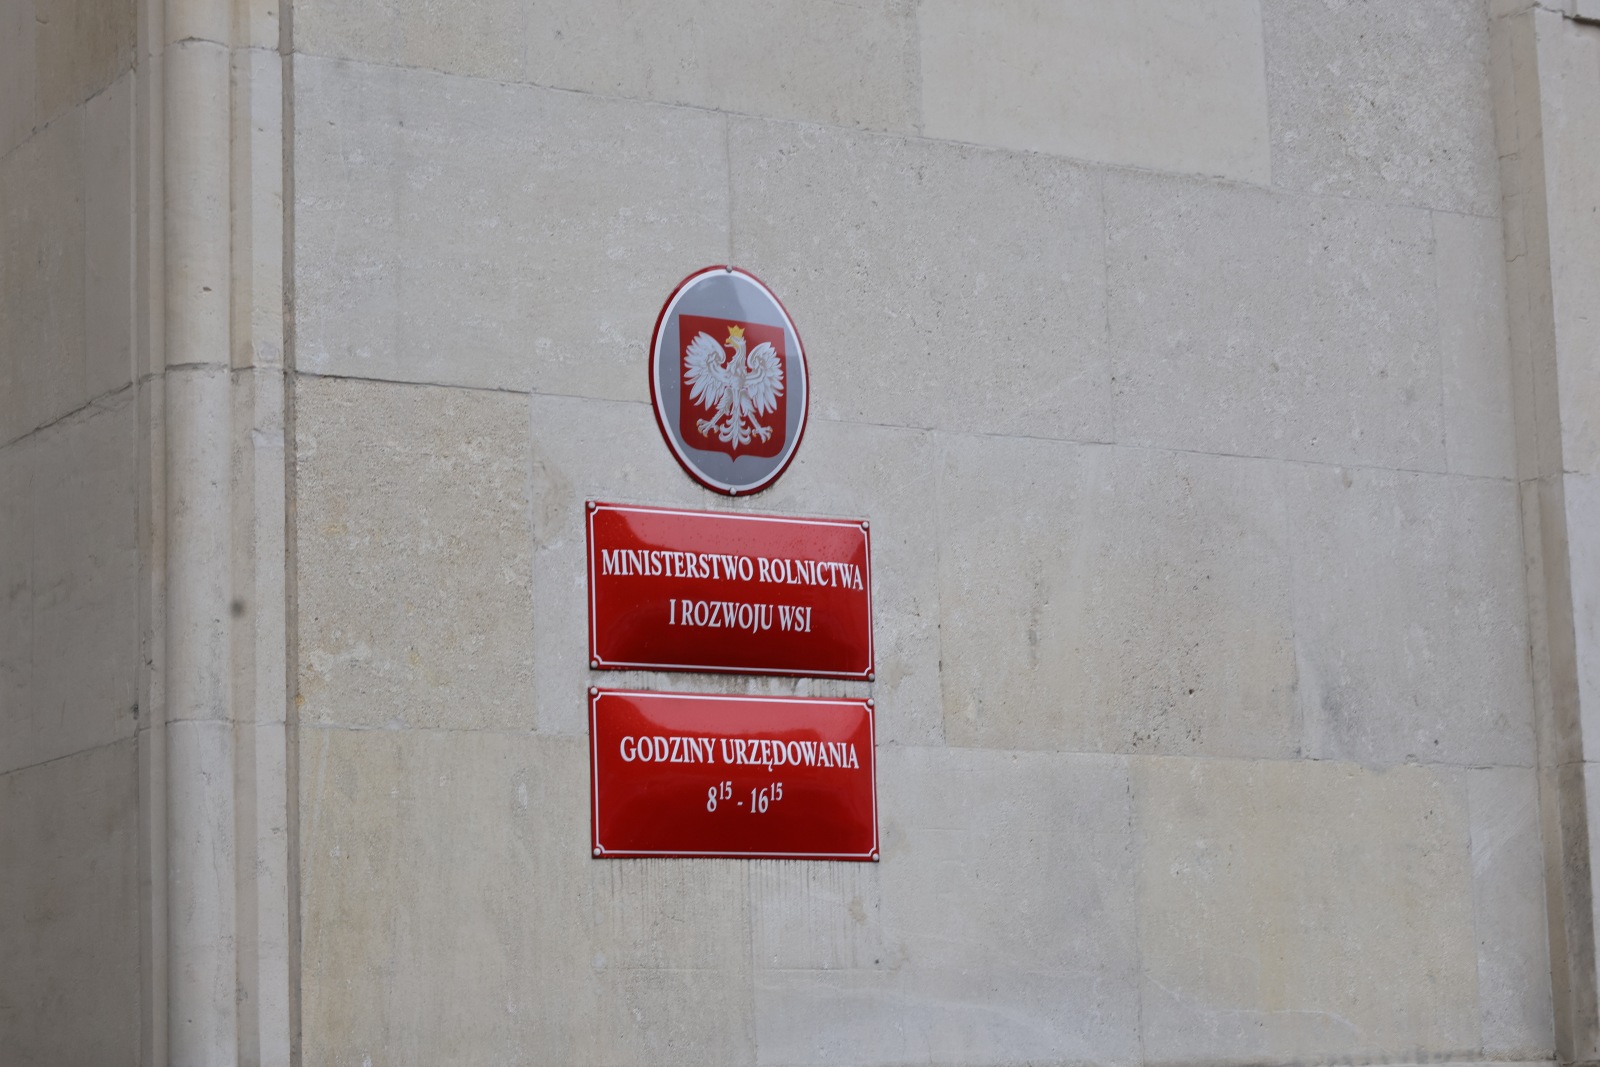 MINISTERSTWO ROLNICTWA
I ROZWOJU WSI
GODZINY URZĘDOWANIA
8¹⁵ - 16¹⁵